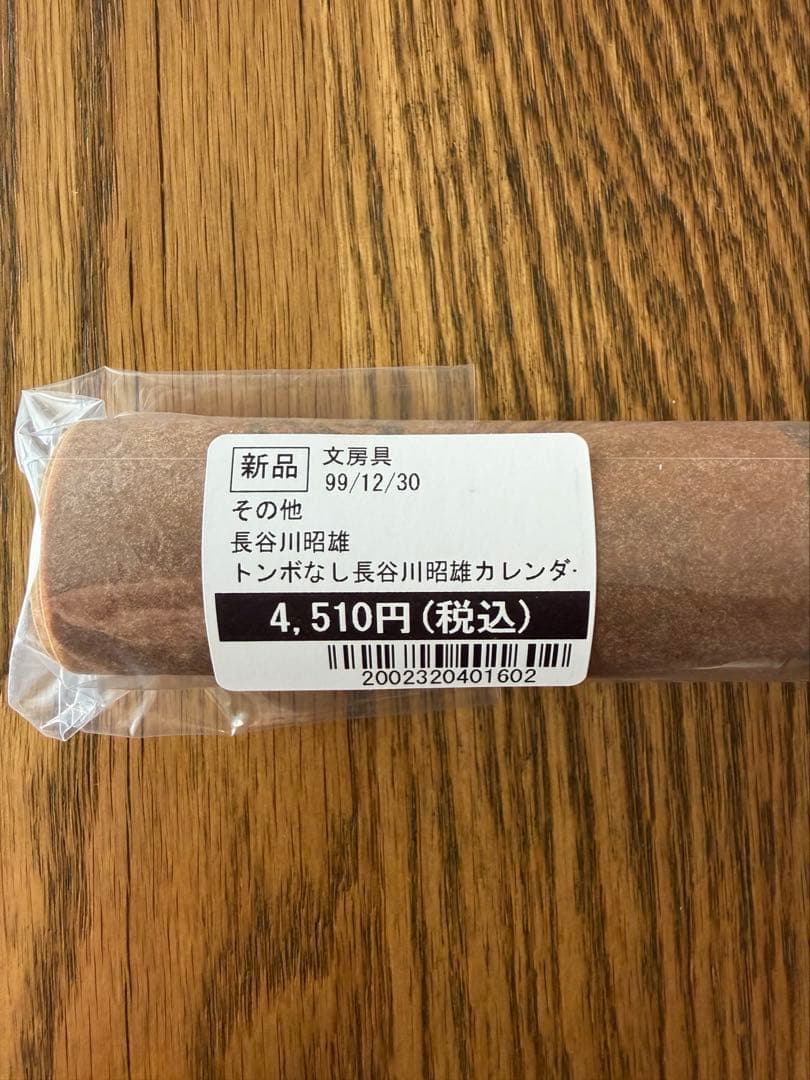 新品
文房具
99/12/30
その他
長谷川昭雄
トンボなし長谷川昭雄カレンダ
4,510円(税込)
2002320401602